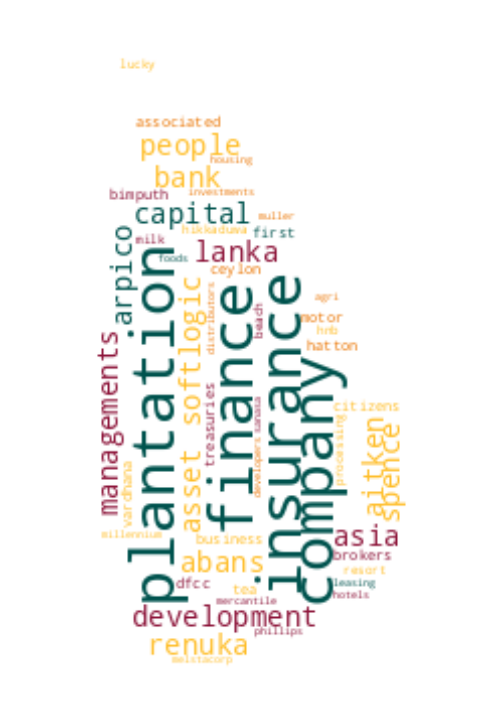 lucky
associated
people
housing
bank
bimputh
investments
capital
muller
hikkaduwa
first
milk
lanka
foods
ceylon
arpico
plantation
softlogic
distributors
finance
beach
insurance
agri
motor
hnb
hatton
company
managements
treasuries
sanasa
citizens
processing
aitken
spence
asset
developers
vardhana
millennium
business
asia
abans
brokers
resort
dfcc
tea
leasing
hotels
mercantile
development
phillips
renuka
melstacorp